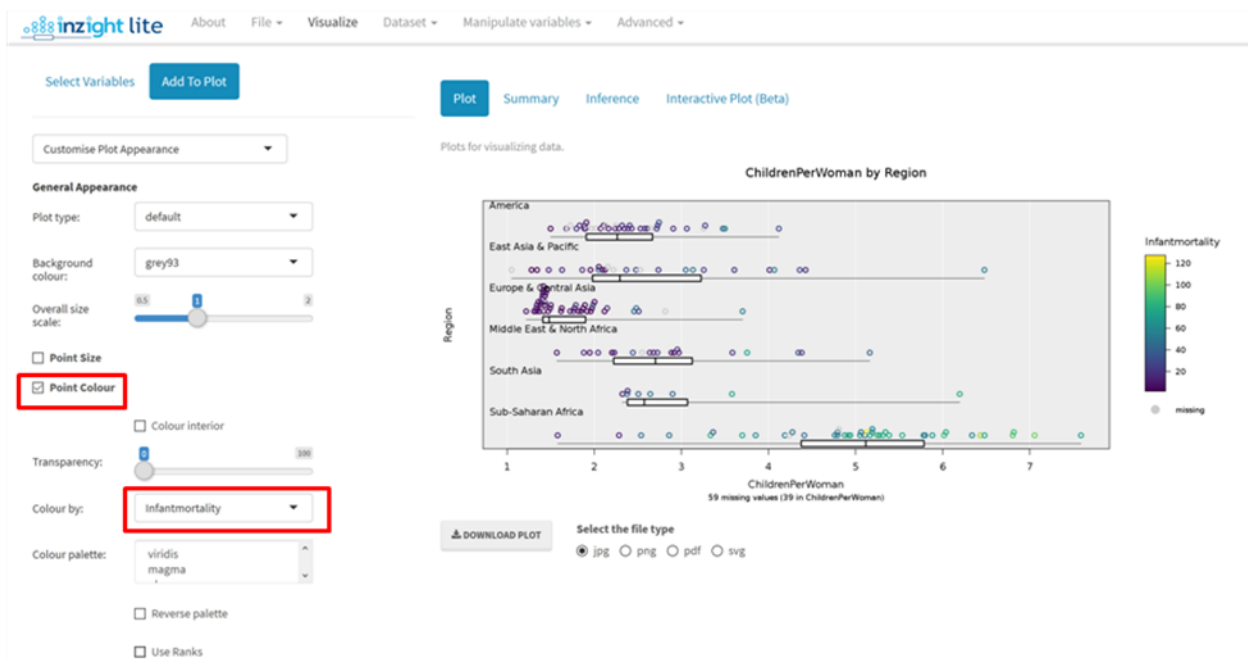 inzight lite About File Visualize Dataset Manipulate variables Advanced
Select Variables Add To Plot
Customise Plot Appearance
General Appearance
Plot type: default
Background colour: grey93
Overall size scale: 0.5 1 2
Point Size
Point Colour
Colour interior
Transparency: 0 100
Colour by: Infantmortality
Colour palette: viridis
magma
Reverse palette
Use Ranks
Plot Summary Inference Interactive Plot (Beta)
Plots for visualizing data.
ChildrenPerWoman by Region
Region
America
East Asia & Pacific
Europe & Central Asia
Middle East & North Africa
South Asia
Sub-Saharan Africa
1 2 3 4 5 6 7
ChildrenPerWoman
59 missing values (39 in ChildrenPerWoman)
Infantmortality
120
100
80
60
40
20
missing
DOWNLOAD PLOT
Select the file type
jpg png pdf svg